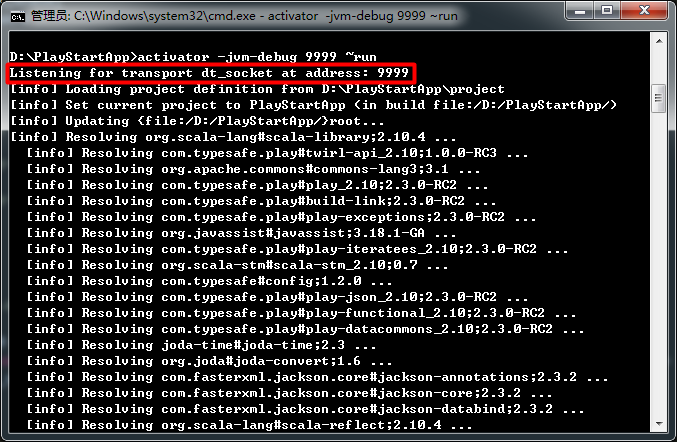 管理员: C:\Windows\system32\cmd.exe - activator  -jvm-debug 9999 ~run
D:\PlayStartApp>activator -jvm-debug 9999 ~run
Listening for transport dt_socket at address: 9999
[info] Loading project definition from D:\PlayStartApp\project
[info] Set current project to PlayStartApp (in build file:/D:/PlayStartApp/)
[info] Updating {file:/D:/PlayStartApp/}root...
[info] Resolving org.scala-lang#scala-library;2.10.4 ...
  [info] Resolving com.typesafe.play#twirl-api_2.10;1.0.0-RC3 ...
  [info] Resolving org.apache.commons#commons-lang3;3.1 ...
  [info] Resolving com.typesafe.play#play_2.10;2.3.0-RC2 ...
  [info] Resolving com.typesafe.play#build-link;2.3.0-RC2 ...
  [info] Resolving com.typesafe.play#play-exceptions;2.3.0-RC2 ...
  [info] Resolving org.javassist#javassist;3.18.1-GA ...
  [info] Resolving com.typesafe.play#play-iteratees_2.10;2.3.0-RC2 ...
  [info] Resolving org.scala-stm#scala-stm_2.10;0.7 ...
  [info] Resolving com.typesafe#config;1.2.0 ...
  [info] Resolving com.typesafe.play#play-json_2.10;2.3.0-RC2 ...
  [info] Resolving com.typesafe.play#play-functional_2.10;2.3.0-RC2 ...
  [info] Resolving com.typesafe.play#play-datacommons_2.10;2.3.0-RC2 ...
  [info] Resolving joda-time#joda-time;2.3 ...
  [info] Resolving org.joda#joda-convert;1.6 ...
  [info] Resolving com.fasterxml.jackson.core#jackson-annotations;2.3.2 ...
  [info] Resolving com.fasterxml.jackson.core#jackson-core;2.3.2 ...
  [info] Resolving com.fasterxml.jackson.core#jackson-databind;2.3.2 ...
  [info] Resolving org.scala-lang#scala-reflect;2.10.4 ...